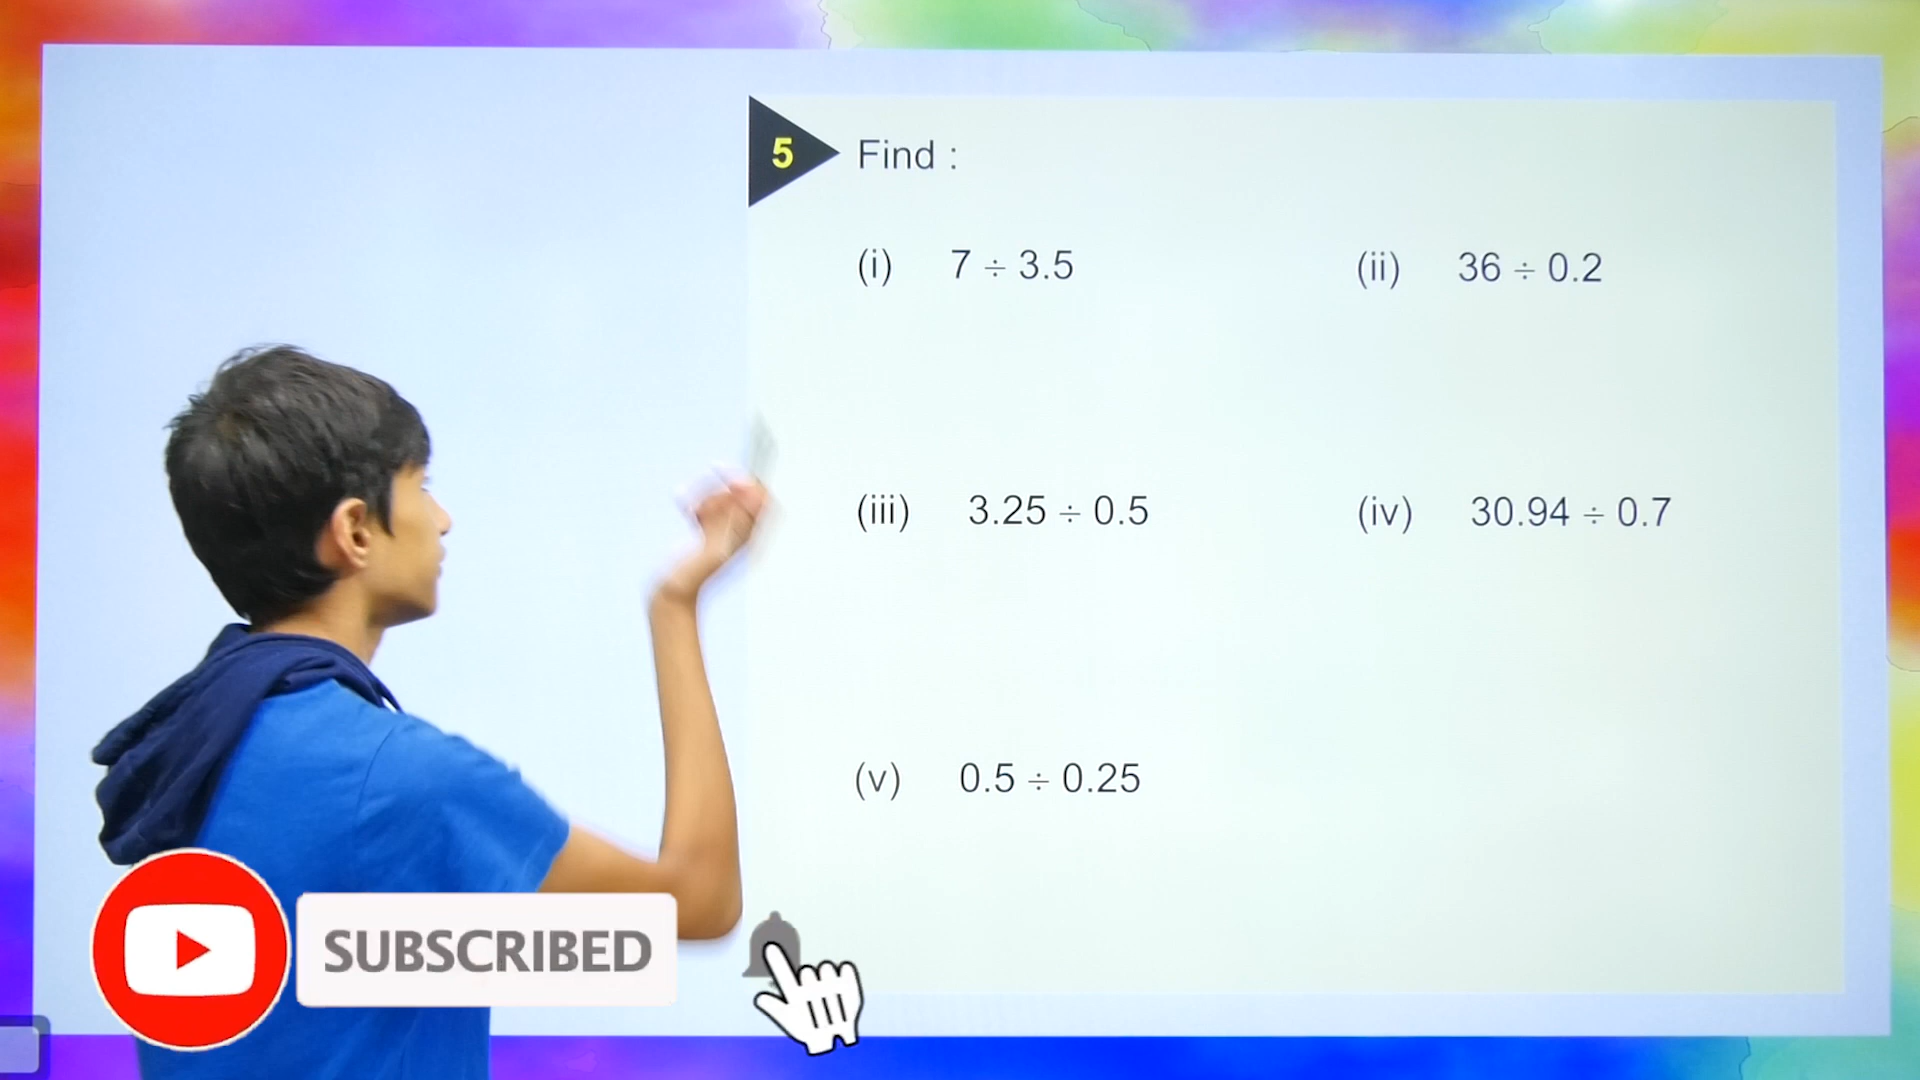 5 Find :
(i) 7 ÷ 3.5 (ii) 36 ÷ 0.2
(iii) 3.25 ÷ 0.5 (iv) 30.94 ÷ 0.7
(v) 0.5 ÷ 0.25
SUBSCRIBED